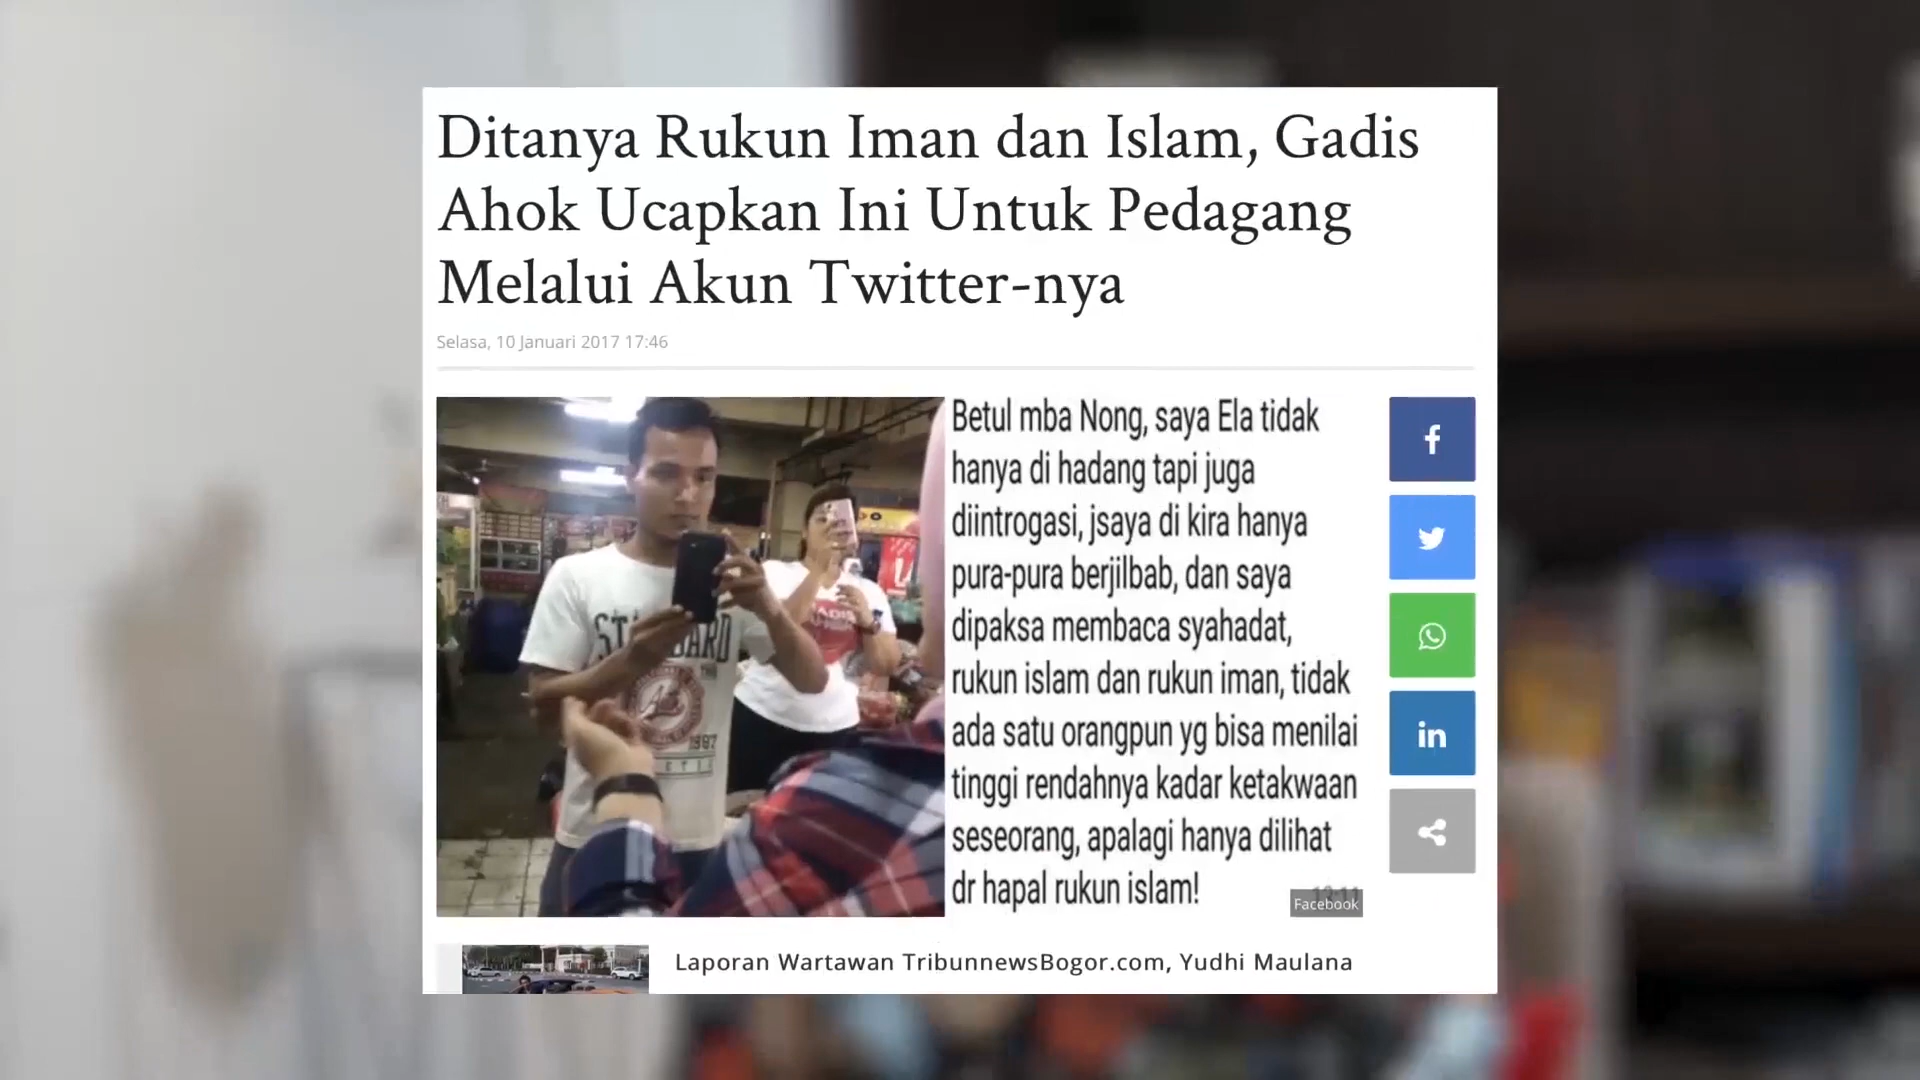 Ditanya Rukun Iman dan Islam, Gadis
Ahok Ucapkan Ini Untuk Pedagang
Melalui Akun Twitter-nya
Selasa, 10 Januari 2017 17:46
STANDARD
1987
Betul mba Nong, saya Ela tidak
hanya di hadang tapi juga
diintrogasi, jsaya di kira hanya
pura-pura berjilbab, dan saya
dipaksa membaca syahadat,
rukun islam dan rukun iman, tidak
ada satu orangpun yg bisa menilai
tinggi rendahnya kadar ketakwaan
seseorang, apalagi hanya dilihat
dr hapal rukun islam!
Facebook
Laporan Wartawan TribunnewsBogor.com, Yudhi Maulana